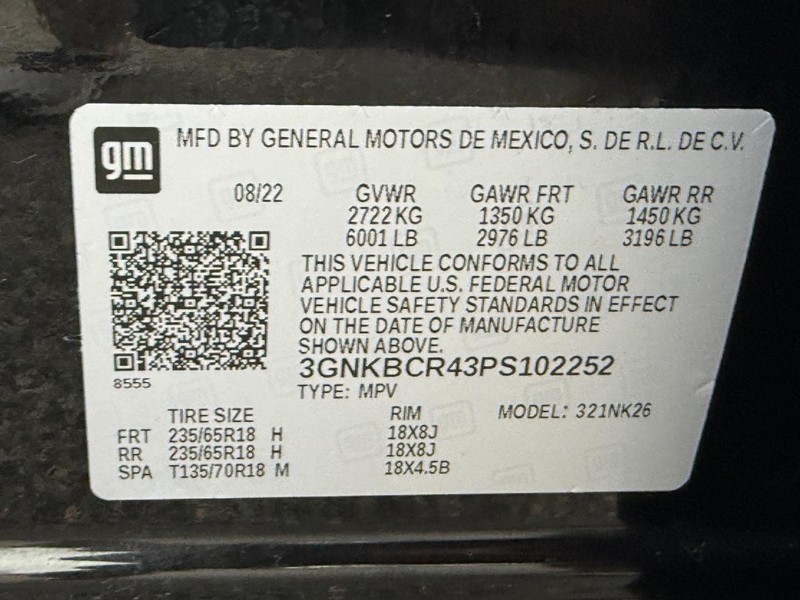 gm
MFD BY GENERAL MOTORS DE MEXICO, S. DE R.L. DE C.V.
08/22 GVWR GAWR FRT GAWR RR
2722 KG 1350 KG 1450 KG
6001 LB 2976 LB 3196 LB
THIS VEHICLE CONFORMS TO ALL
APPLICABLE U.S. FEDERAL MOTOR
VEHICLE SAFETY STANDARDS IN EFFECT
ON THE DATE OF MANUFACTURE
SHOWN ABOVE.
3GNKBCR43PS102252
8555
TYPE: MPV
TIRE SIZE RIM MODEL: 321NK26
FRT 235/65R18 H 18X8J
RR 235/65R18 H 18X8J
SPA T135/70R18 M 18X4.5B